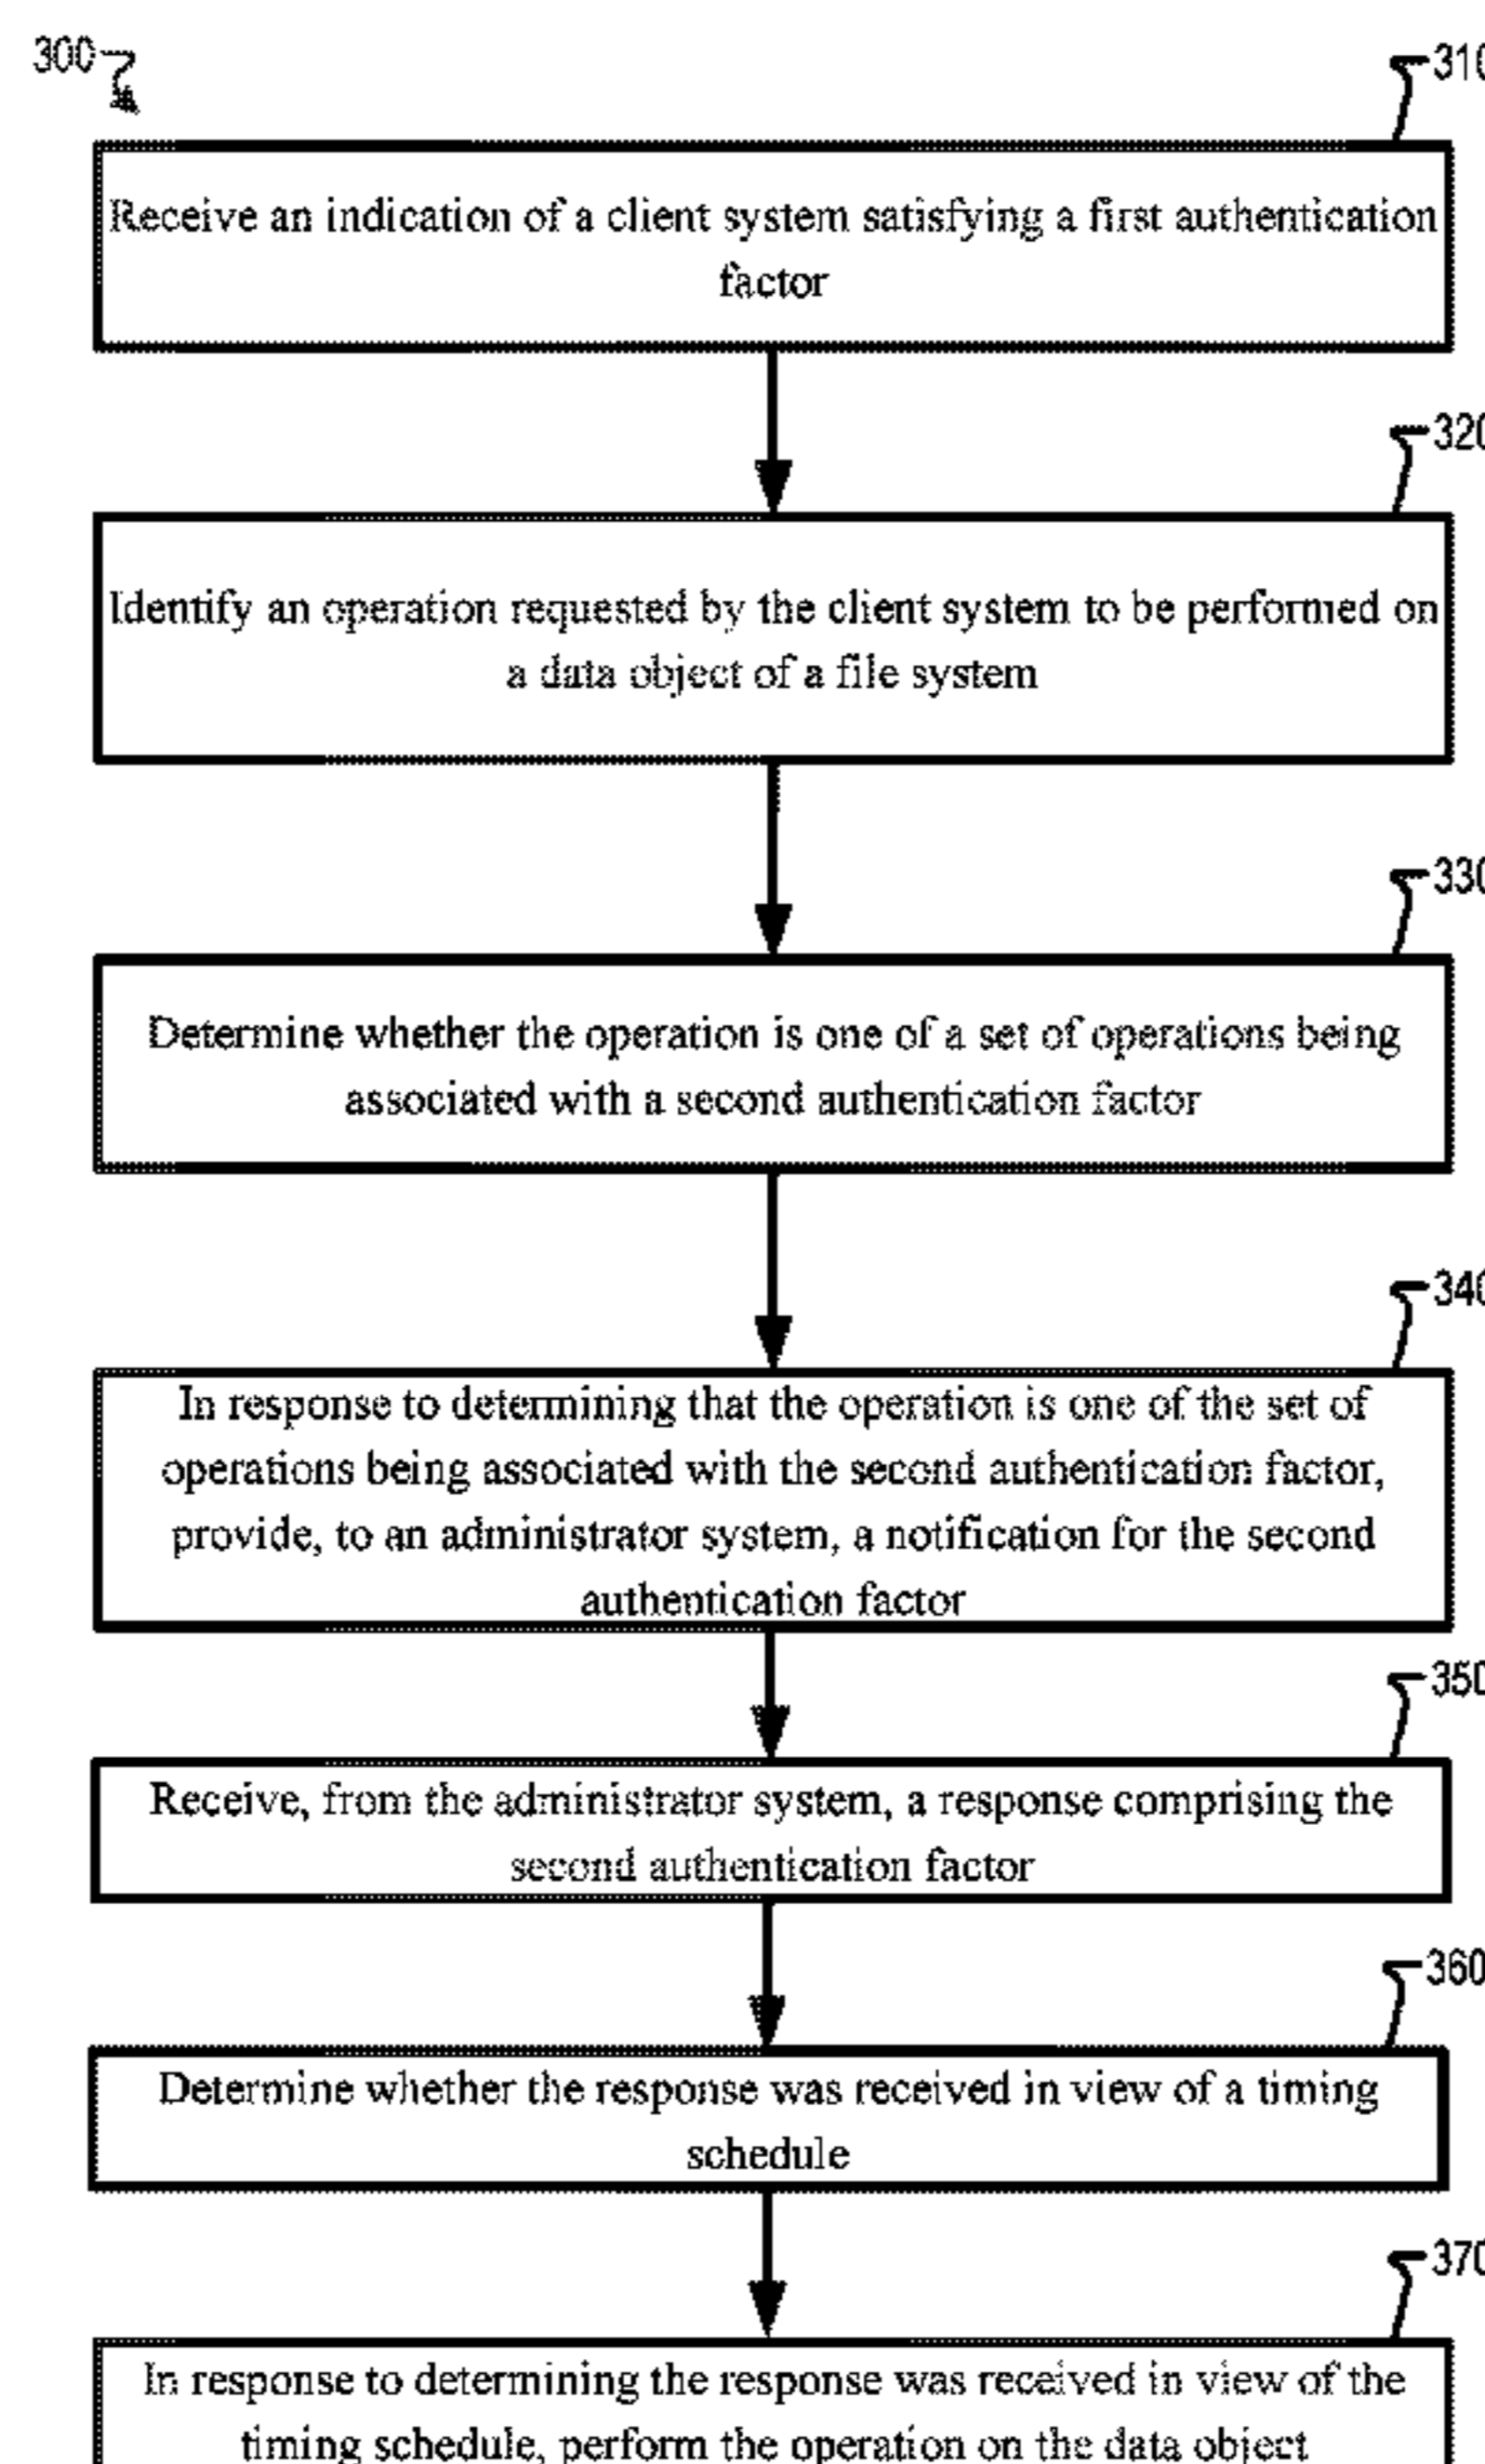 300
310
Receive an indication of a client system satisfying a first authentication
factor
320
Identify an operation requested by the client system to be performed on
a data object of a file system
330
Determine whether the operation is one of a set of operations being
associated with a second authentication factor
340
In response to determining that the operation is one of the set of
operations being associated with the second authentication factor,
provide, to an administrator system, a notification for the second
authentication factor
350
Receive, from the administrator system, a response comprising the
second authentication factor
360
Determine whether the response was received in view of a timing
schedule
370
In response to determining the response was received in view of the
timing schedule, perform the operation on the data object